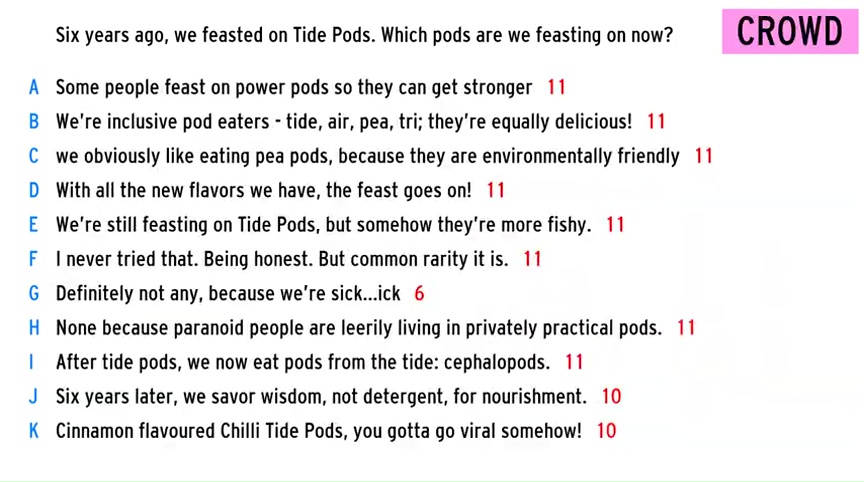 Six years ago, we feasted on Tide Pods. Which pods are we feasting on now?
CROWD
A Some people feast on power pods so they can get stronger 11
B We're inclusive pod eaters - tide, air, pea, tri; they're equally delicious! 11
C we obviously like eating pea pods, because they are environmentally friendly 11
D With all the new flavors we have, the feast goes on! 11
E We're still feasting on Tide Pods, but somehow they're more fishy. 11
F I never tried that. Being honest. But common rarity it is. 11
G Definitely not any, because we're sick...ick 6
H None because paranoid people are leerily living in privately practical pods. 11
I After tide pods, we now eat pods from the tide: cephalopods. 11
J Six years later, we savor wisdom, not detergent, for nourishment. 10
K Cinnamon flavoured Chilli Tide Pods, you gotta go viral somehow! 10